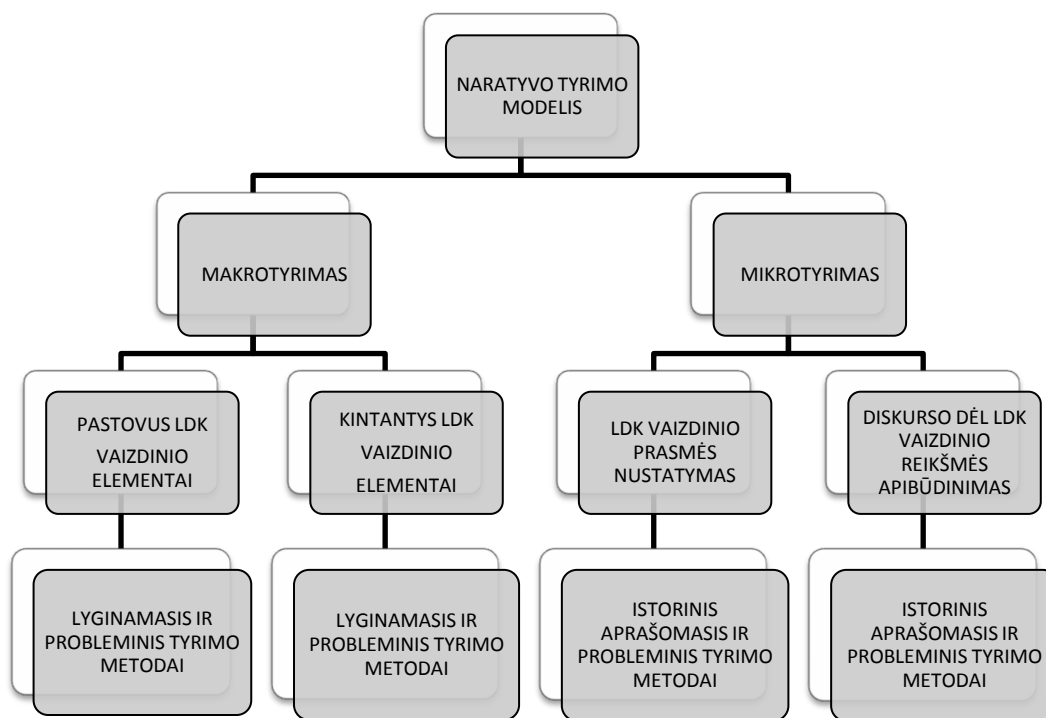 NARATYVO TYRIMO
MODELIS
MAKROTYRIMAS
MIKROTYRIMAS
PASTOVUS LDK
VAIZDINIO
ELEMENTAI
KINTANTYS LDK
VAIZDINIO
ELEMENTAI
LDK VAIZDINIO
PRASMĖS
NUSTATYMAS
DISKURSO DĖL LDK
VAIZDINIO
REIKŠMĖS
APIBŪDINIMAS
LYGINAMASIS IR
PROBLEMINIS TYRIMO
METODAI
LYGINAMASIS IR
PROBLEMINIS TYRIMO
METODAI
ISTORINIS
APRAŠOMASIS IR
PROBLEMINIS TYRIMO
METODAI
ISTORINIS
APRAŠOMASIS IR
PROBLEMINIS TYRIMO
METODAI